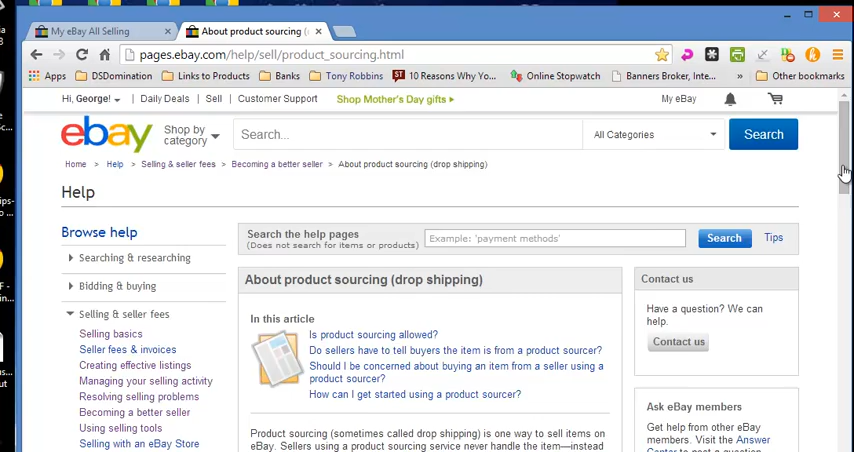 My eBay All Selling
About product sourcing (d
pages.ebay.com/help/sell/product_sourcing.html
Apps DSDomination Links to Products Banks Tony Robbins 10 Reasons Why Yo... Online Stopwatch Banners Broker, Inte... » Other bookmarks
Hi, George! Daily Deals Sell Customer Support Shop Mother's Day gifts My eBay
ebay Shop by category Search... All Categories Search
Home > Help > Selling & seller fees > Becoming a better seller > About product sourcing (drop shipping)
Help
Browse help
Searching & researching
Bidding & buying
Selling & seller fees
Selling basics
Seller fees & invoices
Creating effective listings
Managing your selling activity
Resolving selling problems
Becoming a better seller
Using selling tools
Selling with an eBay Store
Search the help pages
(Does not search for items or products)
Example: 'payment methods'
Search
Tips
About product sourcing (drop shipping)
In this article
Is product sourcing allowed?
Do sellers have to tell buyers the item is from a product sourcer?
Should I be concerned about buying an item from a seller using a
product sourcer?
How can I get started using a product sourcer?
Product sourcing (sometimes called drop shipping) is one way to sell items on
eBay. Sellers using a product sourcing service never handle the item—instead
Contact us
Have a question? We can
help.
Contact us
Ask eBay members
Get help from other eBay
members. Visit the Answer